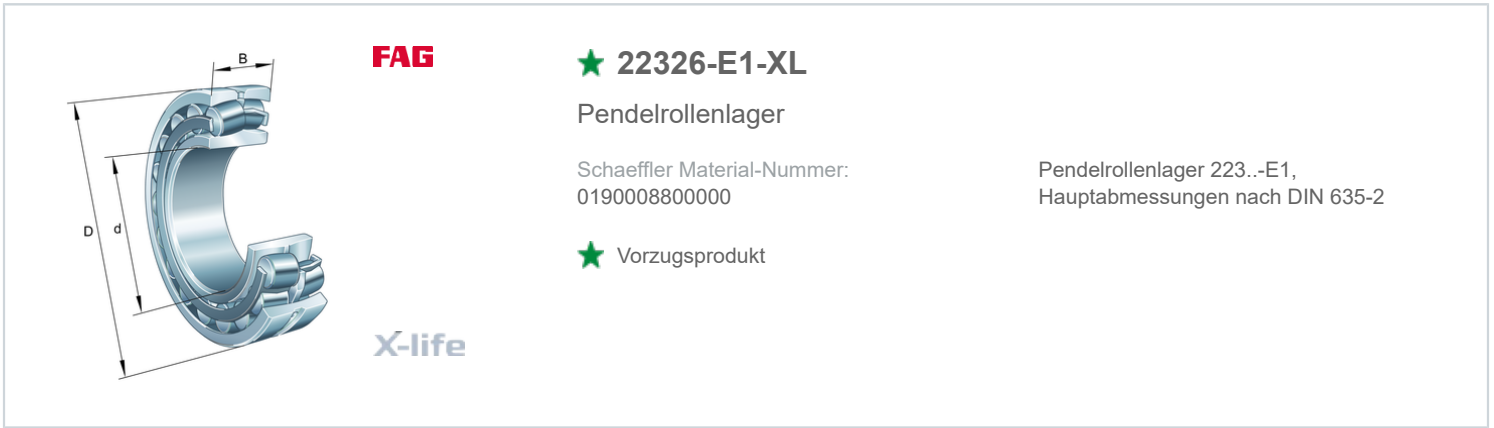 B
D
d
FAG
X-life
22326-E1-XL
Pendelrollenlager
Schaeffler Material-Nummer:
0190008800000
Vorzugsprodukt
Pendelrollenlager 223..-E1,
Hauptabmessungen nach DIN 635-2